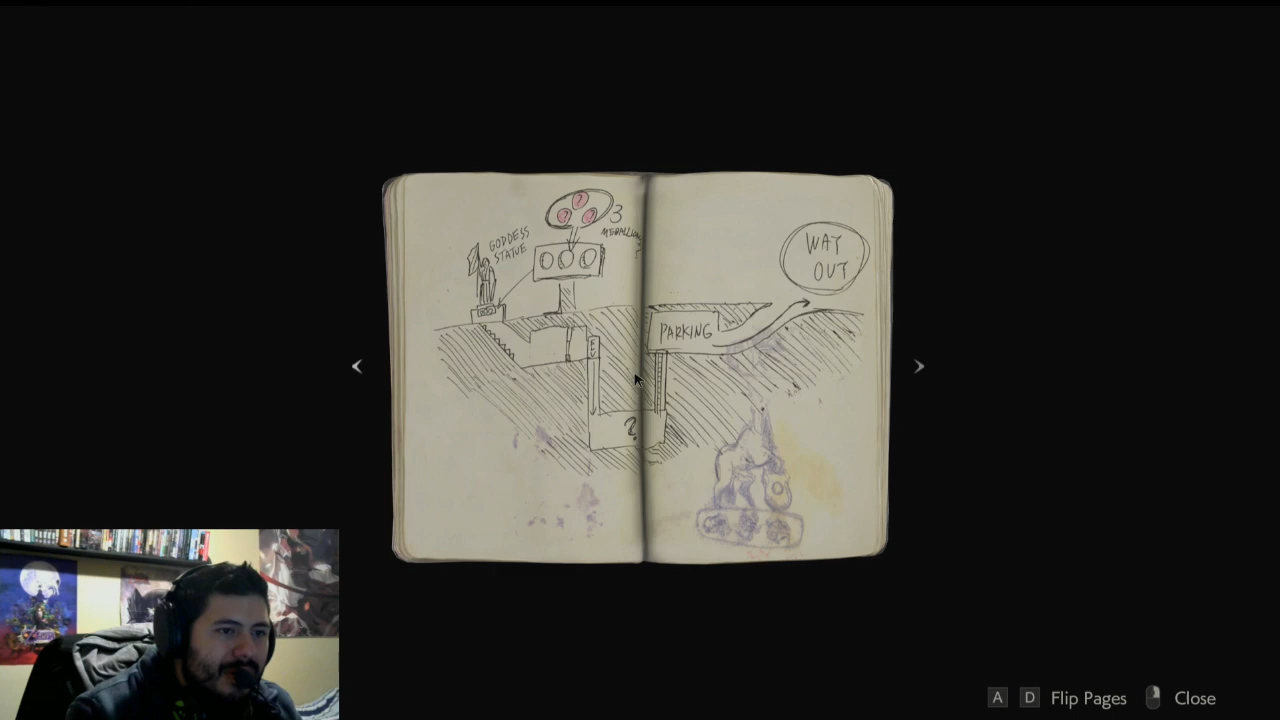 3
MEDALLIONS
?
GODDESS
STATUE
WAY
OUT
PARKING
?
A D Flip Pages Close